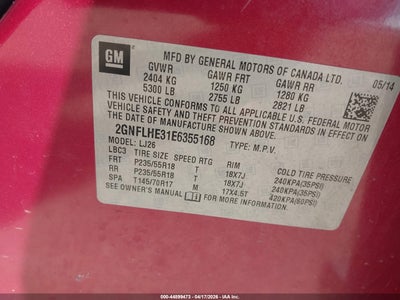 GM
MFD BY GENERAL MOTORS OF CANADA LTD.
GVWR GAWR FRT GAWR RR 05/14
2404 KG 1250 KG 1280 KG
5300 LB 2755 LB 2821 LB
THIS VEHICLE CONFORMS TO ALL APPLICABLE U.S. FEDERAL MOTOR
VEHICLE SAFETY AND THEFT PREVENTION STANDARDS IN EFFECT ON THE
DATE OF MANUFACTURE SHOWN ABOVE.
2GNFLHE31E6355168 TYPE: M.P.V.
MODEL: LJ26
LBC3 TIRE SIZE SPEED RTG RIM COLD TIRE PRESSURE
FRT P235/55R18 T 18X7J 240KPA(35PSI)
RR P235/55R18 T 18X7J 240KPA(35PSI)
SPA T145/70R17 M 17X4.5T 420KPA(60PSI)
SEE OWNER'S MANUAL FOR ADDITIONAL INFORMATION.
000-44899473 - 04/17/2026 - IAAI.COM